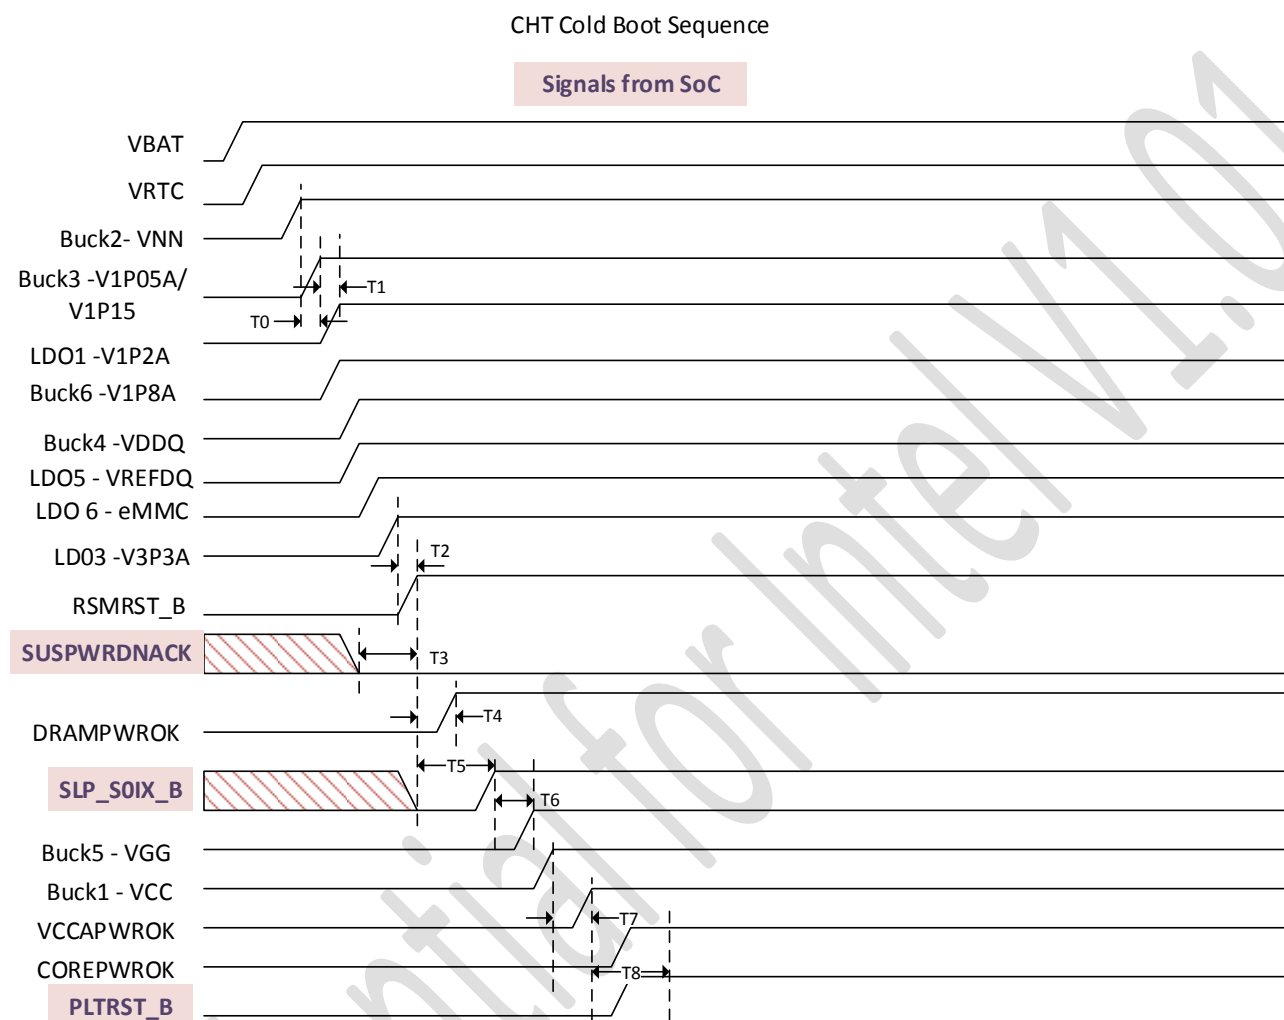 CHT Cold Boot Sequence
Signals from SoC
VBAT
VRTC
Buck2- VNN
Buck3 -V1P05A/
V1P15
T1
T0
LDO1 -V1P2A
Buck6 -V1P8A
Buck4 -VDDQ
LDO5 - VREFDQ
LDO 6 - eMMC
LD03 -V3P3A
T2
RSMRST_B
SUSPWRDNACK
T3
DRAMPWROK
T4
SLP_S0IX_B
T5
T6
Buck5 - VGG
Buck1 - VCC
VCCAPWROK
T7
COREPWROK
T8
PLTRST_B
ntial for Intel V1.01